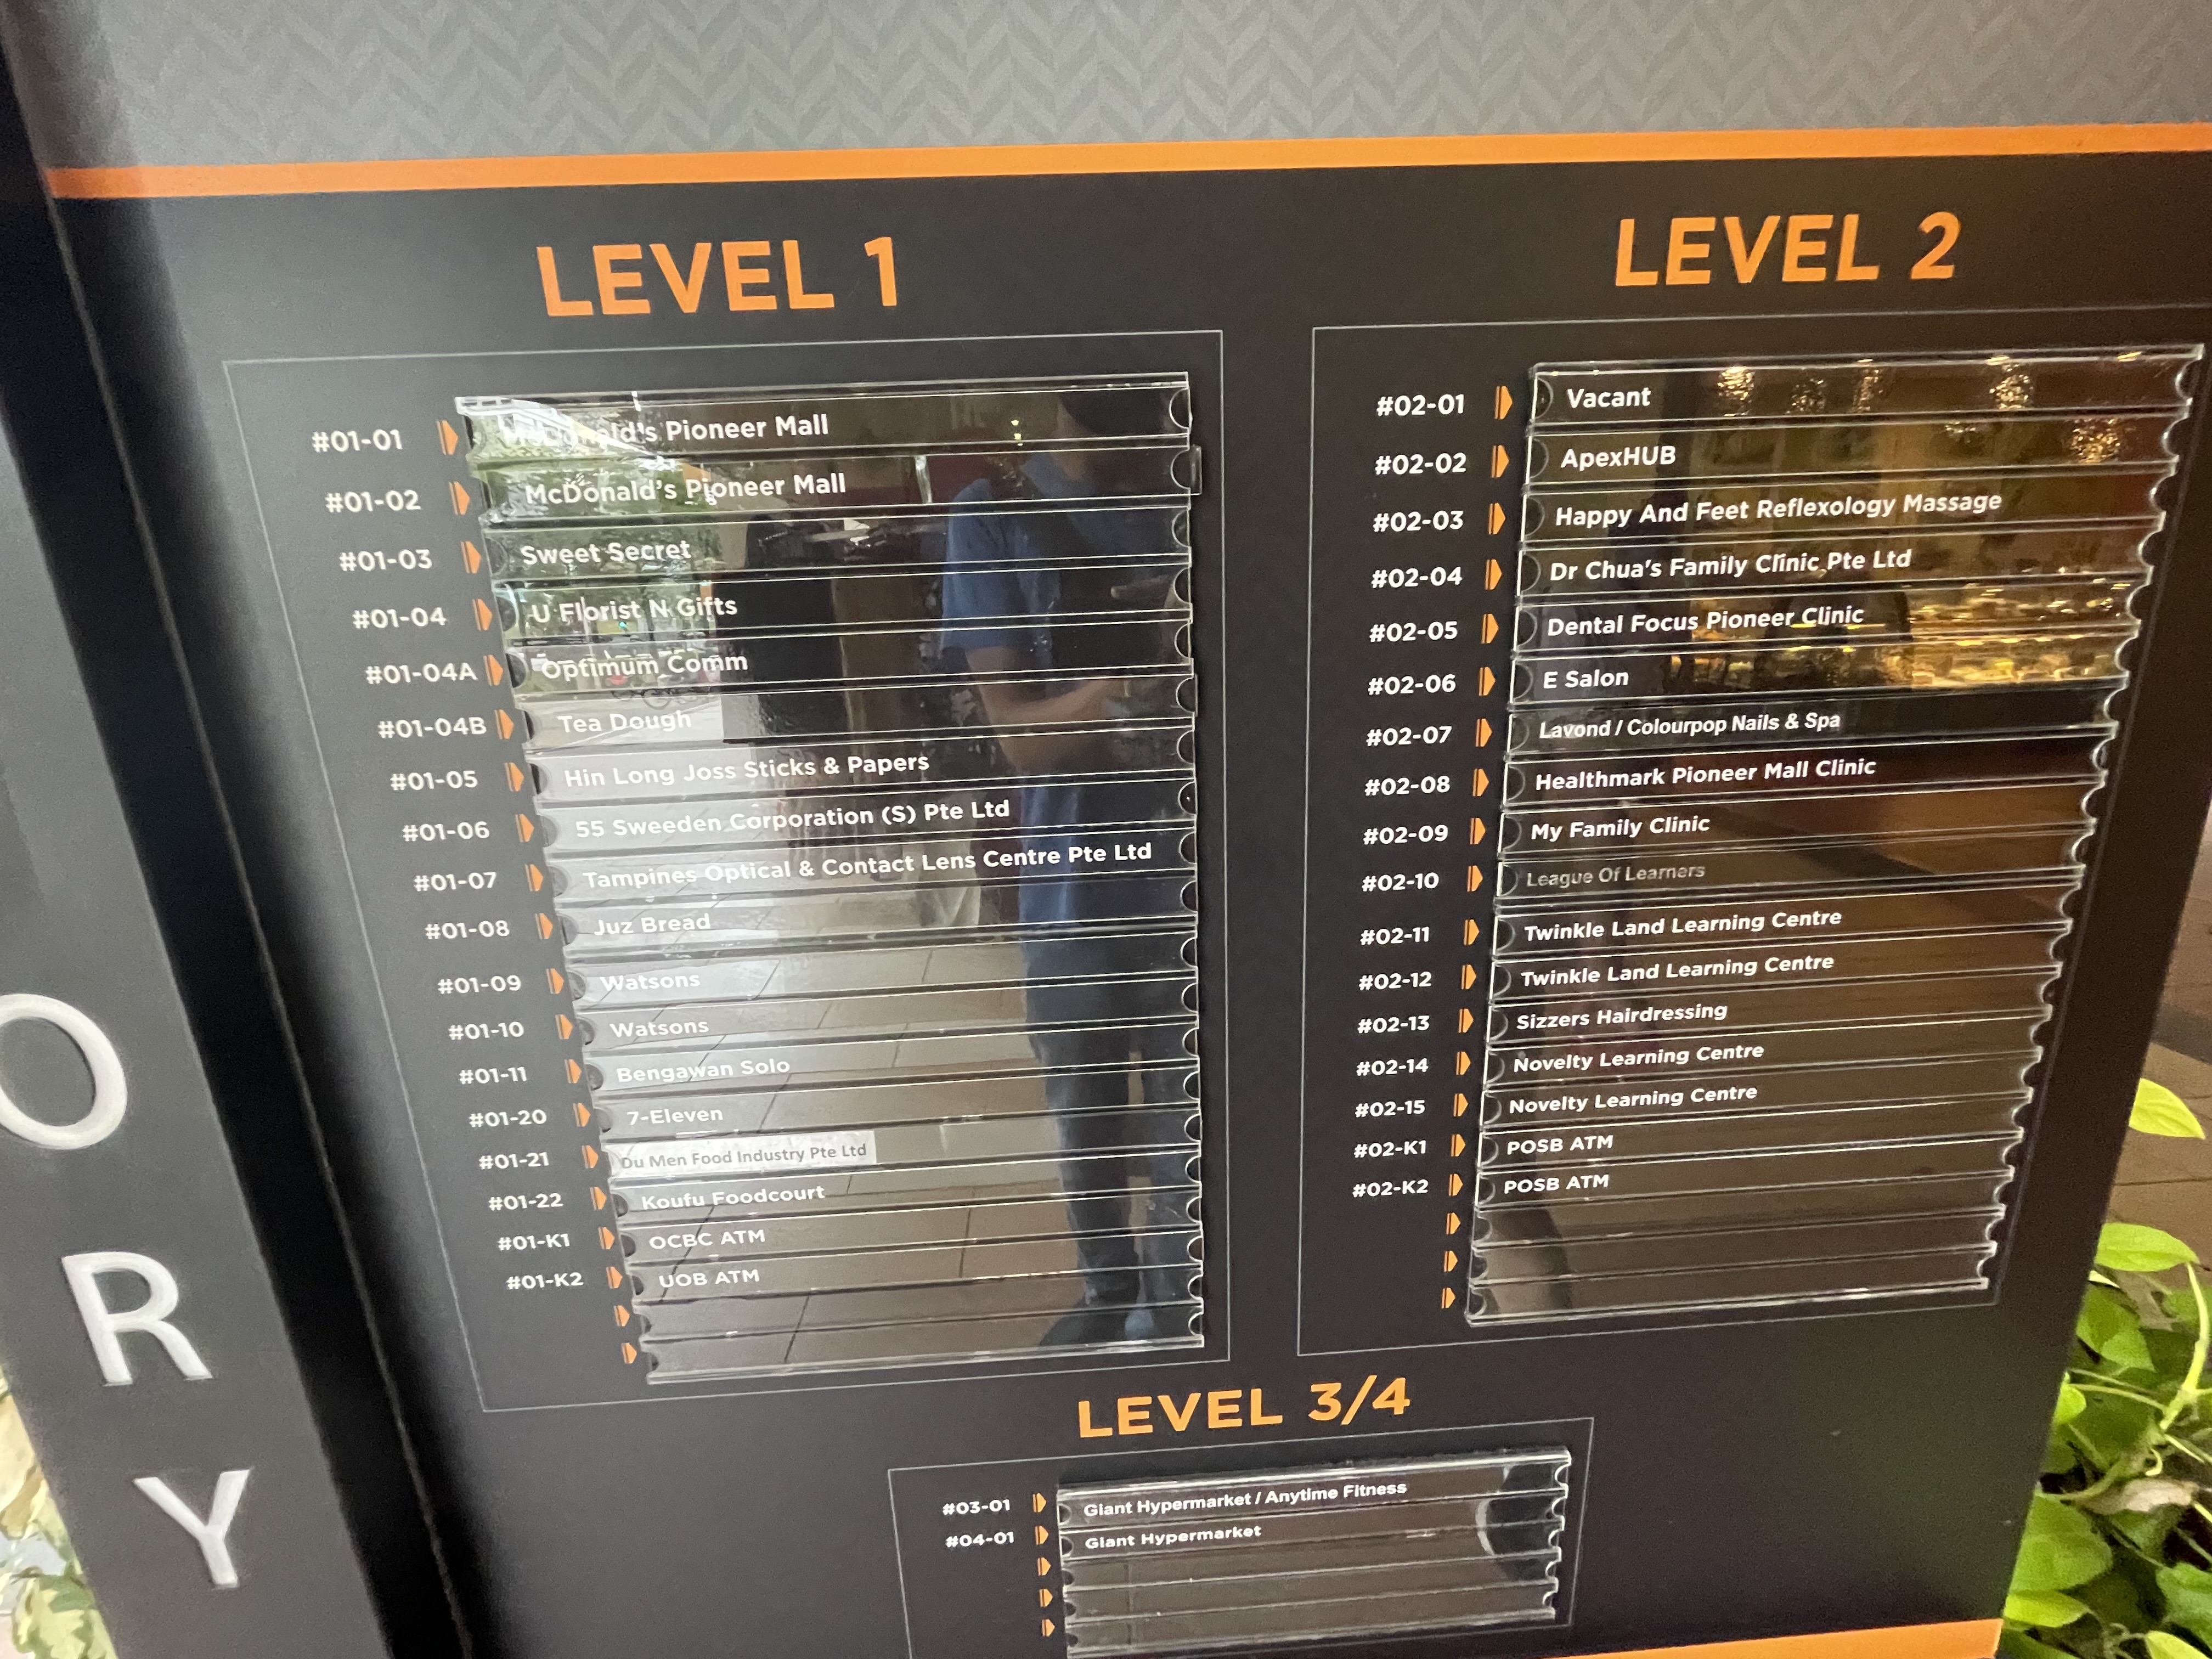 ORY
LEVEL 1
#01-01 McDonald's Pioneer Mall
#01-02 McDonald's Pioneer Mall
#01-03 Sweet Secret
#01-04 U Florist N Gifts
#01-04A Optimum Comm
#01-04B Tea Dough
#01-05 Hin Long Joss Sticks & Papers
#01-06 55 Sweeden Corporation (S) Pte Ltd
#01-07 Tampines Optical & Contact Lens Centre Pte Ltd
#01-08 Juz Bread
#01-09 Watsons
#01-10 Watsons
#01-11 Bengawan Solo
#01-20 7-Eleven
#01-21 Du Men Food Industry Pte Ltd
#01-22 Koufu Foodcourt
#01-K1 OCBC ATM
#01-K2 UOB ATM
LEVEL 2
#02-01 Vacant
#02-02 ApexHUB
#02-03 Happy And Feet Reflexology Massage
#02-04 Dr Chua's Family Clinic Pte Ltd
#02-05 Dental Focus Pioneer Clinic
#02-06 E Salon
#02-07 Lavond / Colourpop Nails & Spa
#02-08 Healthmark Pioneer Mall Clinic
#02-09 My Family Clinic
#02-10 League Of Learners
#02-11 Twinkle Land Learning Centre
#02-12 Twinkle Land Learning Centre
#02-13 Sizzers Hairdressing
#02-14 Novelty Learning Centre
#02-15 Novelty Learning Centre
#02-K1 POSB ATM
#02-K2 POSB ATM
LEVEL 3/4
#03-01 Giant Hypermarket / Anytime Fitness
#04-01 Giant Hypermarket